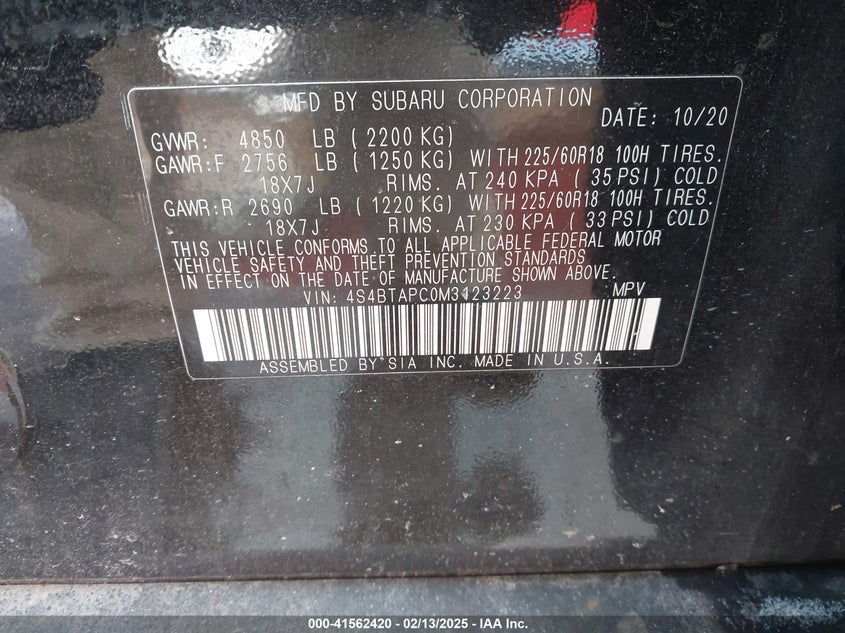 MFD BY SUBARU CORPORATION
DATE: 10/20
GVWR: 4850 LB ( 2200 KG)
GAWR:F 2756 LB ( 1250 KG) WITH 225/60R18 100H TIRES.
18X7J RIMS. AT 240 KPA ( 35 PSI) COLD
GAWR:R 2690 LB ( 1220 KG) WITH 225/60R18 100H TIRES.
18X7J RIMS. AT 230 KPA ( 33 PSI) COLD
THIS VEHICLE CONFORMS TO ALL APPLICABLE FEDERAL MOTOR
VEHICLE SAFETY AND THEFT PREVENTION STANDARDS
IN EFFECT ON THE DATE OF MANUFACTURE SHOWN ABOVE
VIN: 4S4BTAPC0M3123223 MPV
ASSEMBLED BY SIA INC. MADE IN U.S.A.
000-41562420 - 02/13/2025 - IAA Inc.